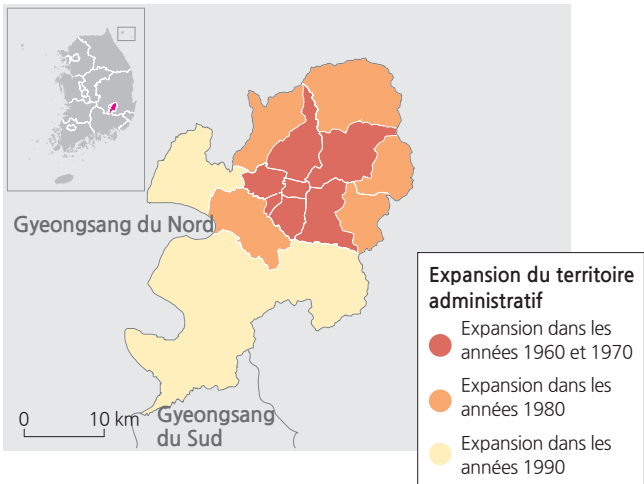 Gyeongsang du Nord
Gyeongsang
du Sud
0 10 km
Expansion du territoire
administratif
Expansion dans les
années 1960 et 1970
Expansion dans les
années 1980
Expansion dans les
années 1990